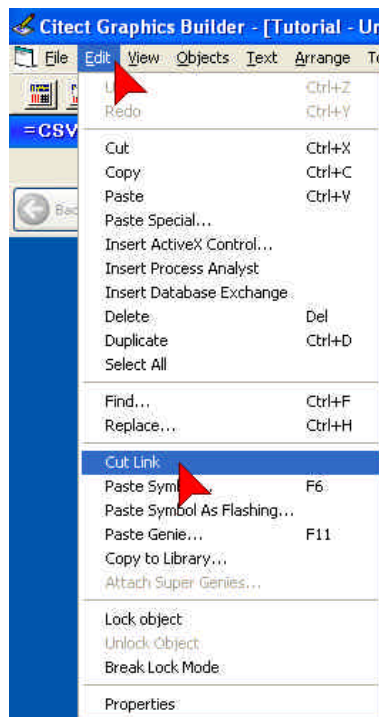 Citect Graphics Builder - [Tutorial - Un
File Edit View Objects Text Arrange
Ctrl+Z
Redo Ctrl+Y
=CSV
Cut Ctrl+X
Copy Ctrl+C
Paste Ctrl+V
Paste Special...
Insert ActiveX Control...
Insert Process Analyst
Insert Database Exchange
Delete Del
Duplicate Ctrl+D
Select All
Find... Ctrl+F
Replace... Ctrl+H
Cut Link
Paste F6
Paste Symbol As Flashing...
Paste Genie... F11
Copy to Library...
Attach Super Genies...
Lock object
Unlock Object
Break Lock Mode
Properties